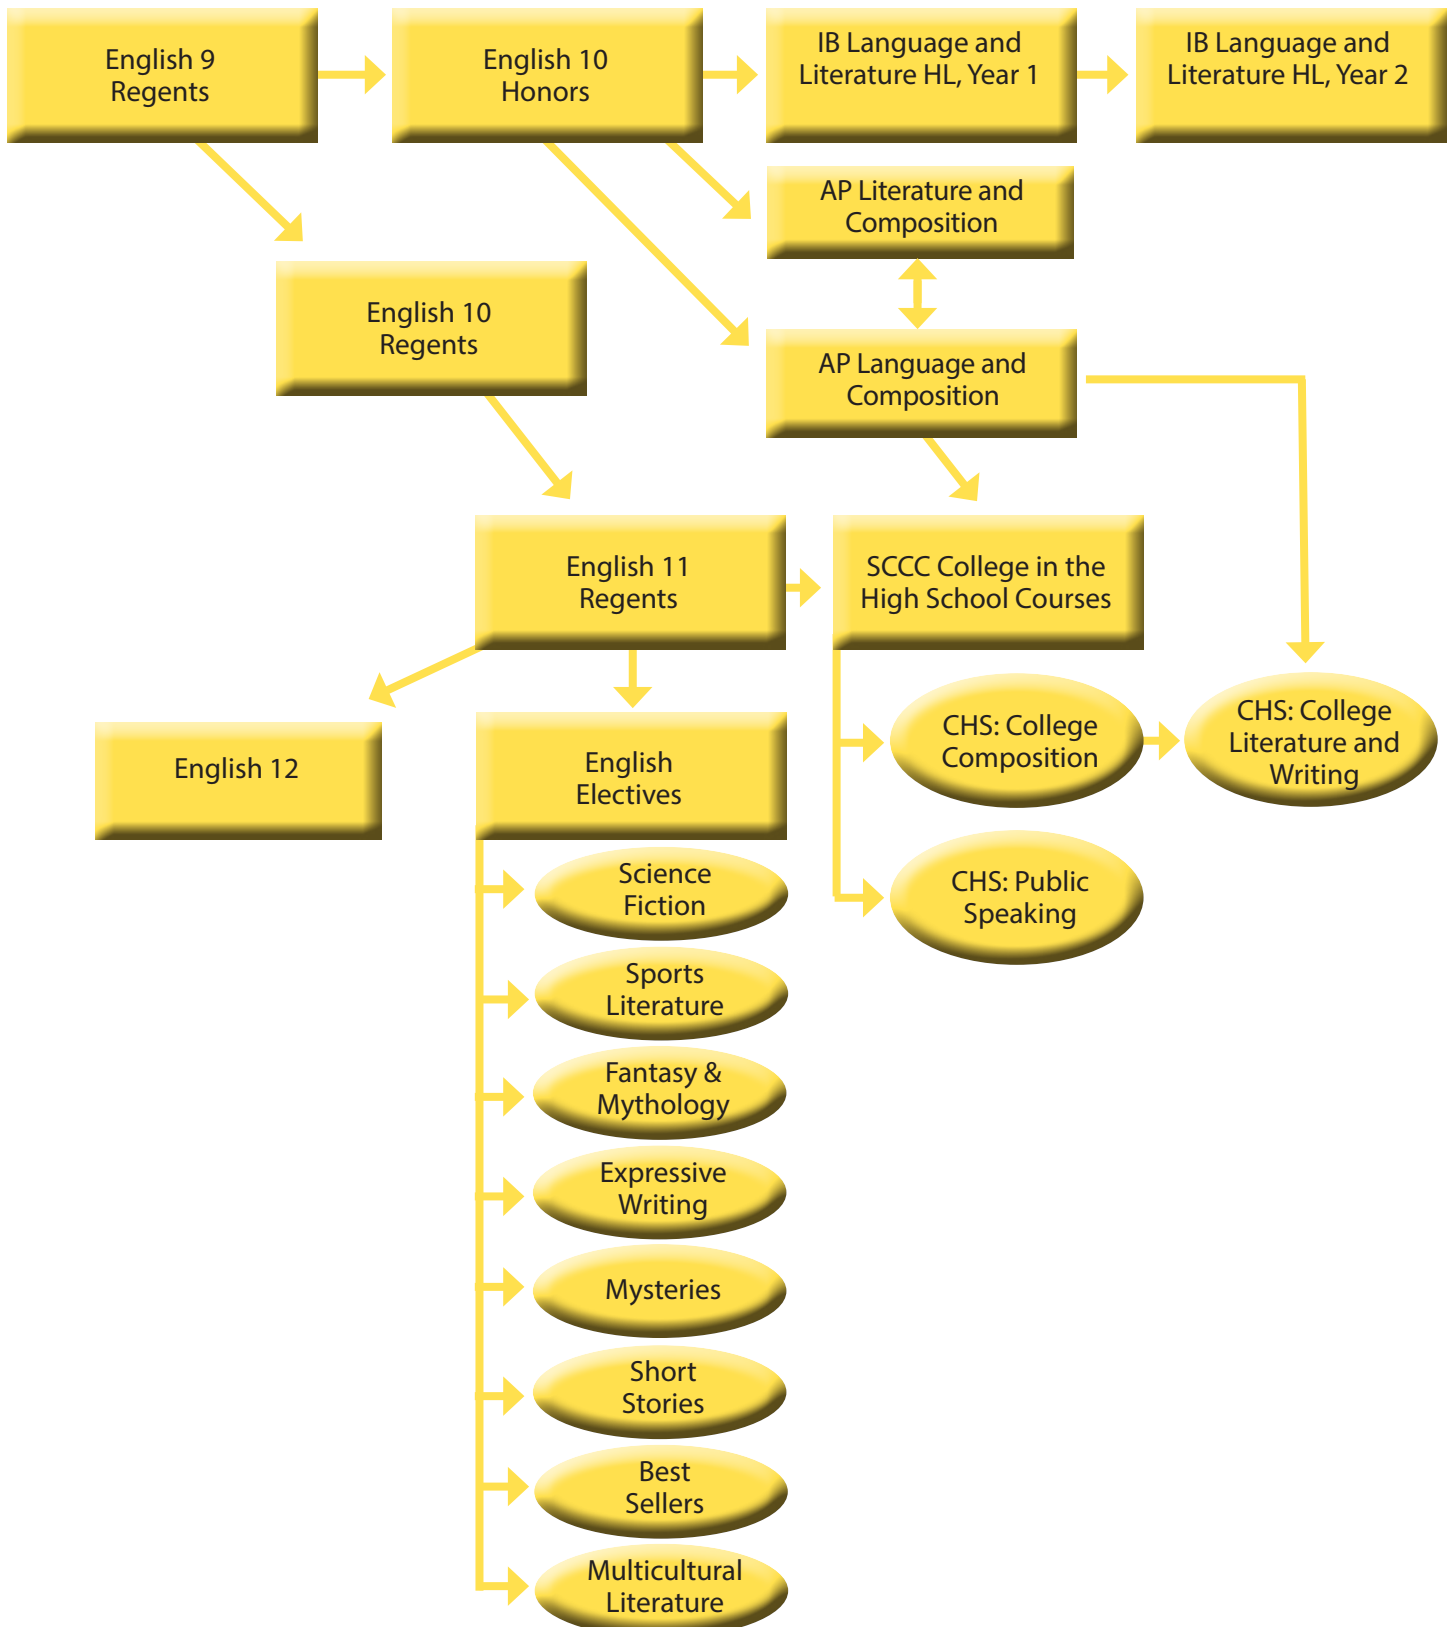 English 9
Regents
English 10
Honors
IB Language and
Literature HL, Year 1
IB Language and
Literature HL, Year 2
AP Literature and
Composition
English 10
Regents
AP Language and
Composition
English 11
Regents
SCCC College in the
High School Courses
English 12
English
Electives
CHS: College
Composition
CHS: College
Literature and
Writing
CHS: Public
Speaking
Science
Fiction
Sports
Literature
Fantasy &
Mythology
Expressive
Writing
Mysteries
Short
Stories
Best
Sellers
Multicultural
Literature